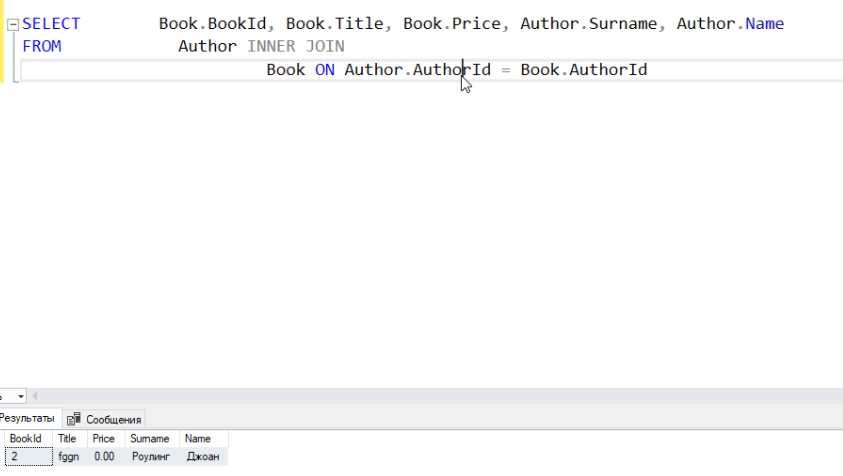 SELECT Book.BookId, Book.Title, Book.Price, Author.Surname, Author.Name
FROM Author INNER JOIN
Book ON Author.AuthorId = Book.AuthorId
Результаты Сообщения
BookId Title Price Surname Name
2 fggn 0.00 Роулинг Джоан